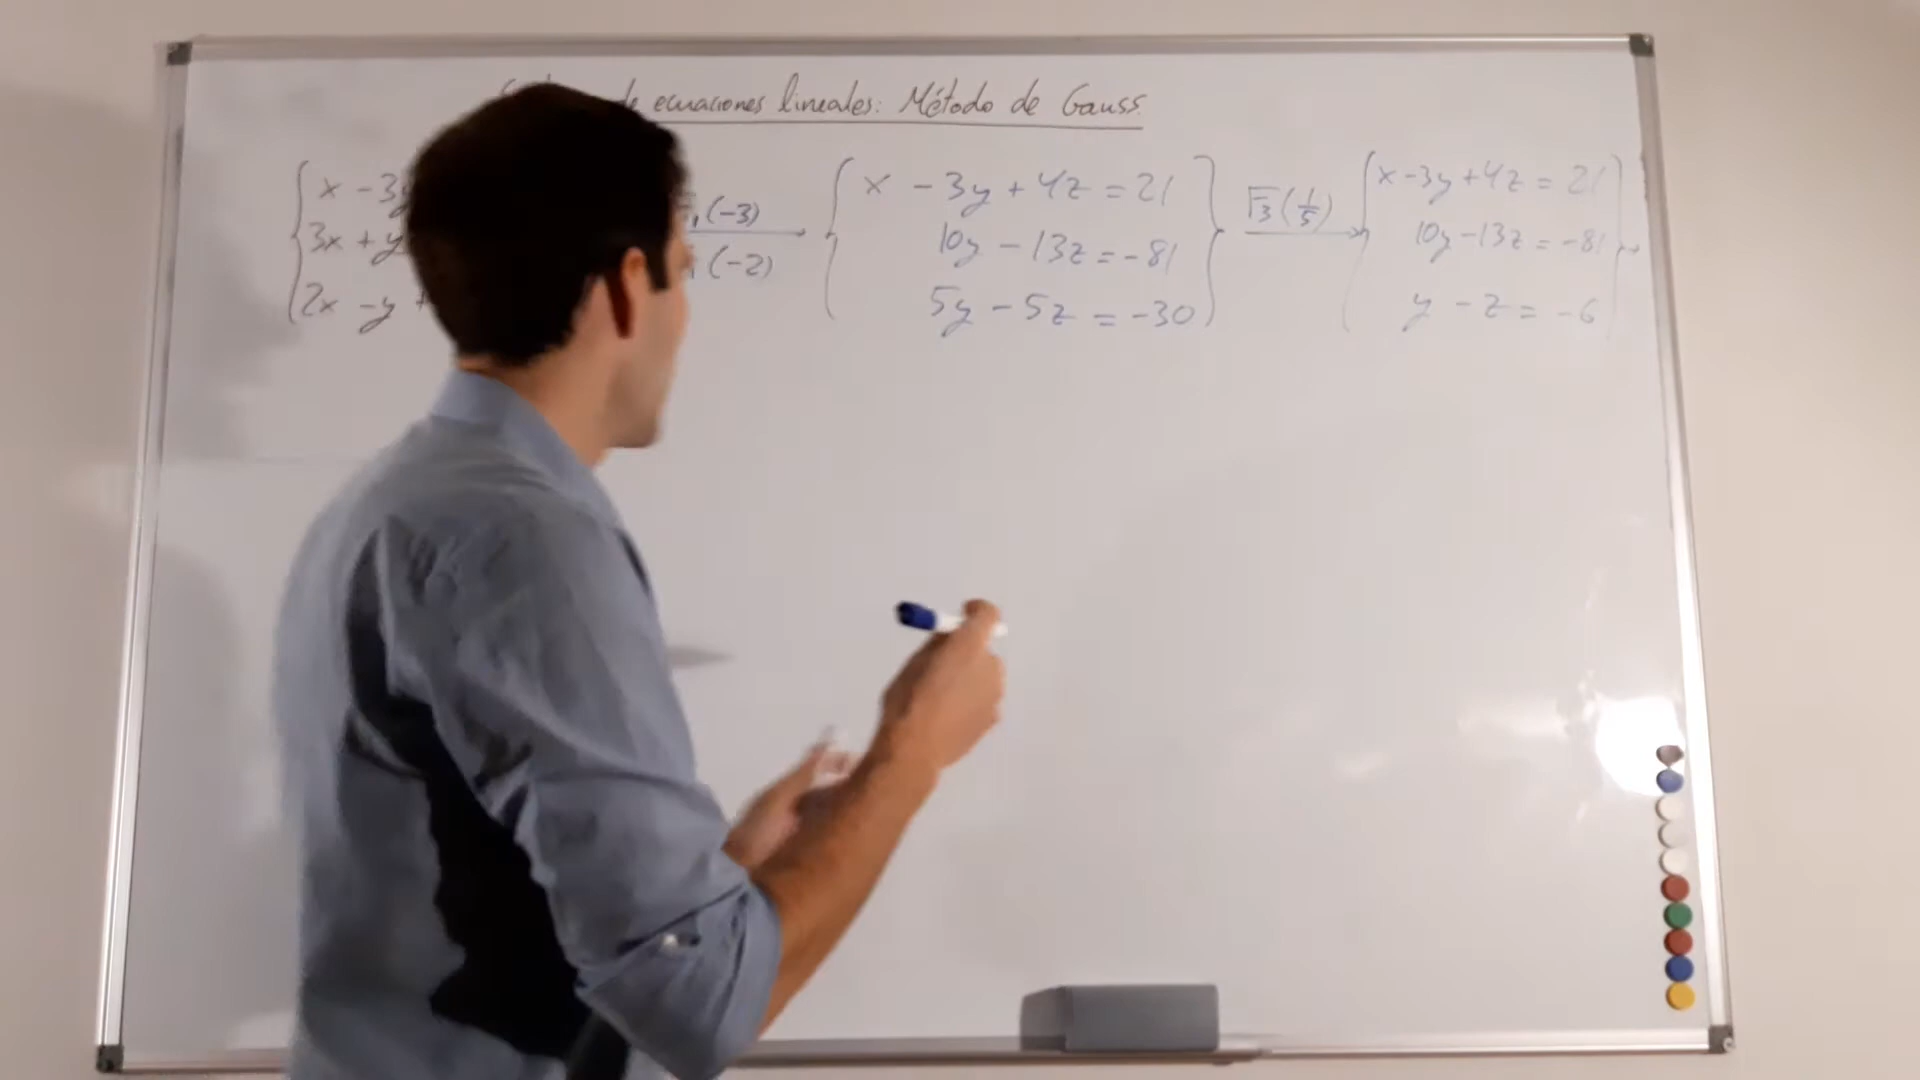 de ecuaciones lineales: Método de Gauss.
x - 3y
3x + y
2x - y +
(-3)
(-2)
x - 3y + 4z = 21
10y - 13z = -81
5y - 5z = -30
F3 (1/5)
x - 3y + 4z = 21
10y - 13z = -81
y - z = -6